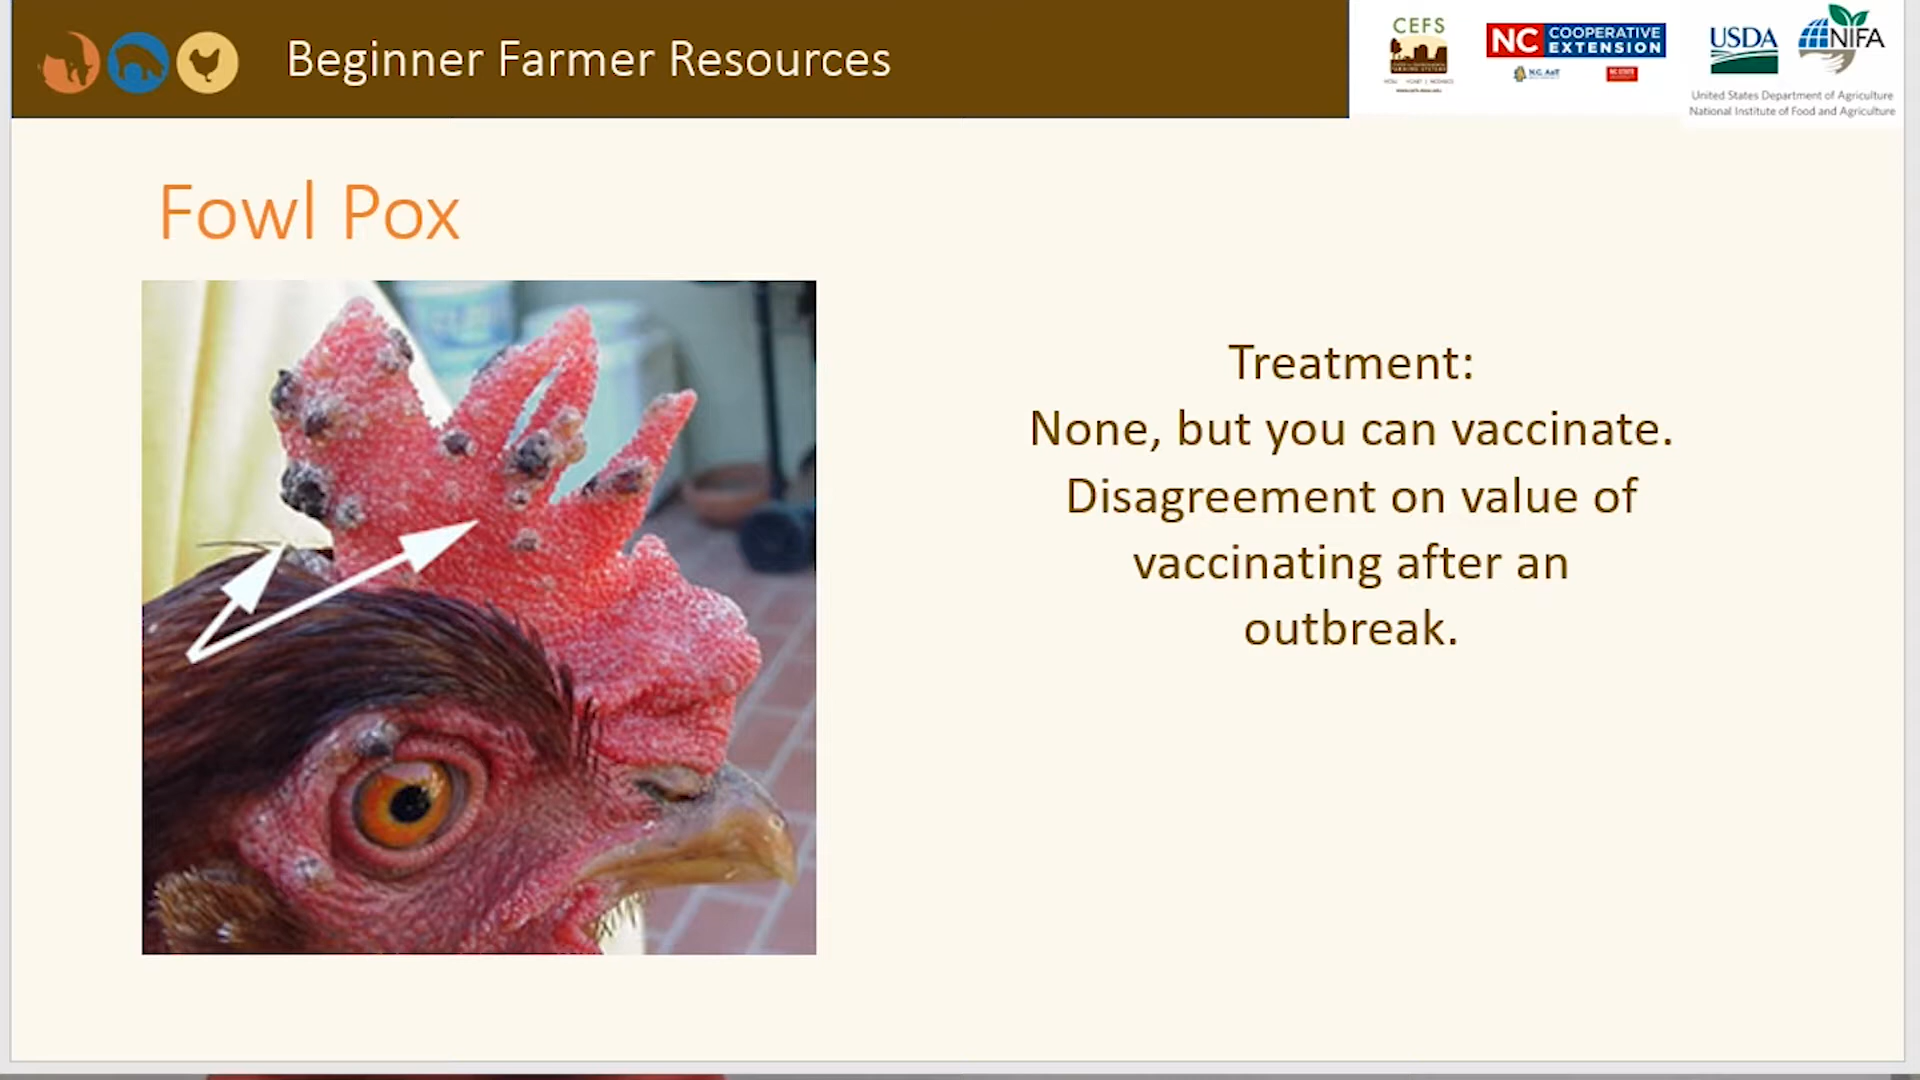 Beginner Farmer Resources
CEFS
NC COOPERATIVE
EXTENSION
N.C. A&T
NC STATE
USDA
NIFA
United States Department of Agriculture
National Institute of Food and Agriculture
Fowl Pox
Treatment:
None, but you can vaccinate.
Disagreement on value of
vaccinating after an
outbreak.